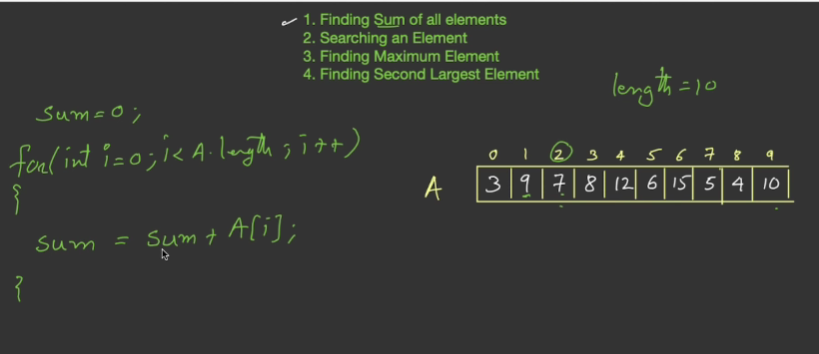 1. Finding Sum of all elements
2. Searching an Element
3. Finding Maximum Element
4. Finding Second Largest Element
length = 10
sum = 0;
for(int i=0; i< A.length; i++)
{
sum = sum + A[i];
}
0 1 2 3 4 5 6 7 8 9
A 3 9 7 8 12 6 15 5 4 10